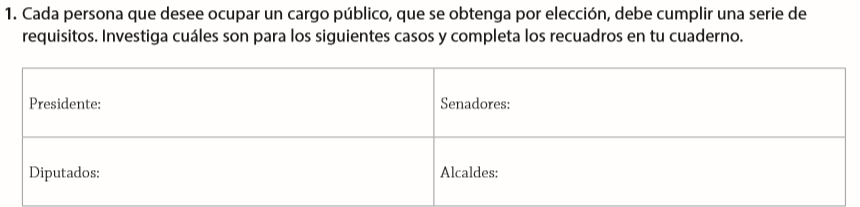 1. Cada persona que desee ocupar un cargo público, que se obtenga por elección, debe cumplir una serie de
requisitos. Investiga cuáles son para los siguientes casos y completa los recuadros en tu cuaderno.
Presidente:
Senadores:
Diputados:
Alcaldes: